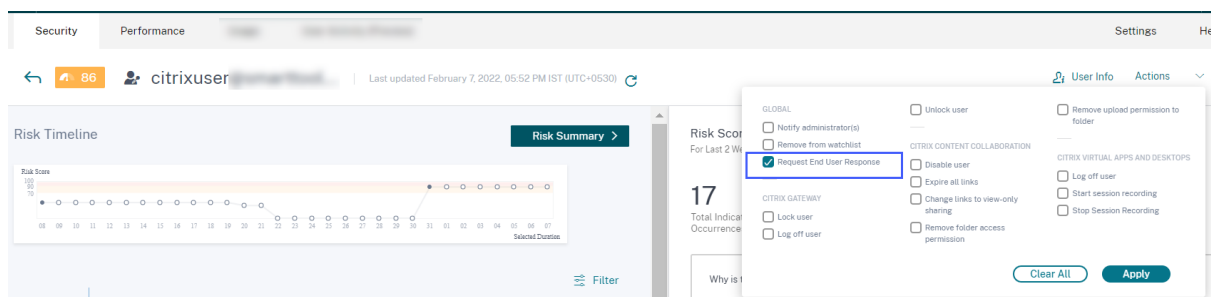 Security
Performance
Settings
He
86
citrixuser
Last updated February 7, 2022, 05:52 PM IST (UTC+0530)
User Info
Actions
Risk Timeline
Risk Summary
Risk Score
100
90
70
08 09 10 11 12 13 14 15 16 17 18 19 20 21 22 23 24 25 26 27 28 29 30 31 01 02 03 04 05 06 07
Selected Duration
Filter
Risk Scor
For Last 2 We
17
Total Indica
Occurrence
Why is t
GLOBAL
Notify administrator(s)
Remove from watchlist
Request End User Response
CITRIX GATEWAY
Lock user
Log off user
Unlock user
CITRIX CONTENT COLLABORATION
Disable user
Expire all links
Change links to view-only
sharing
Remove folder access
permission
Remove upload permission to
folder
CITRIX VIRTUAL APPS AND DESKTOPS
Log off user
Start session recording
Stop Session Recording
Clear All
Apply